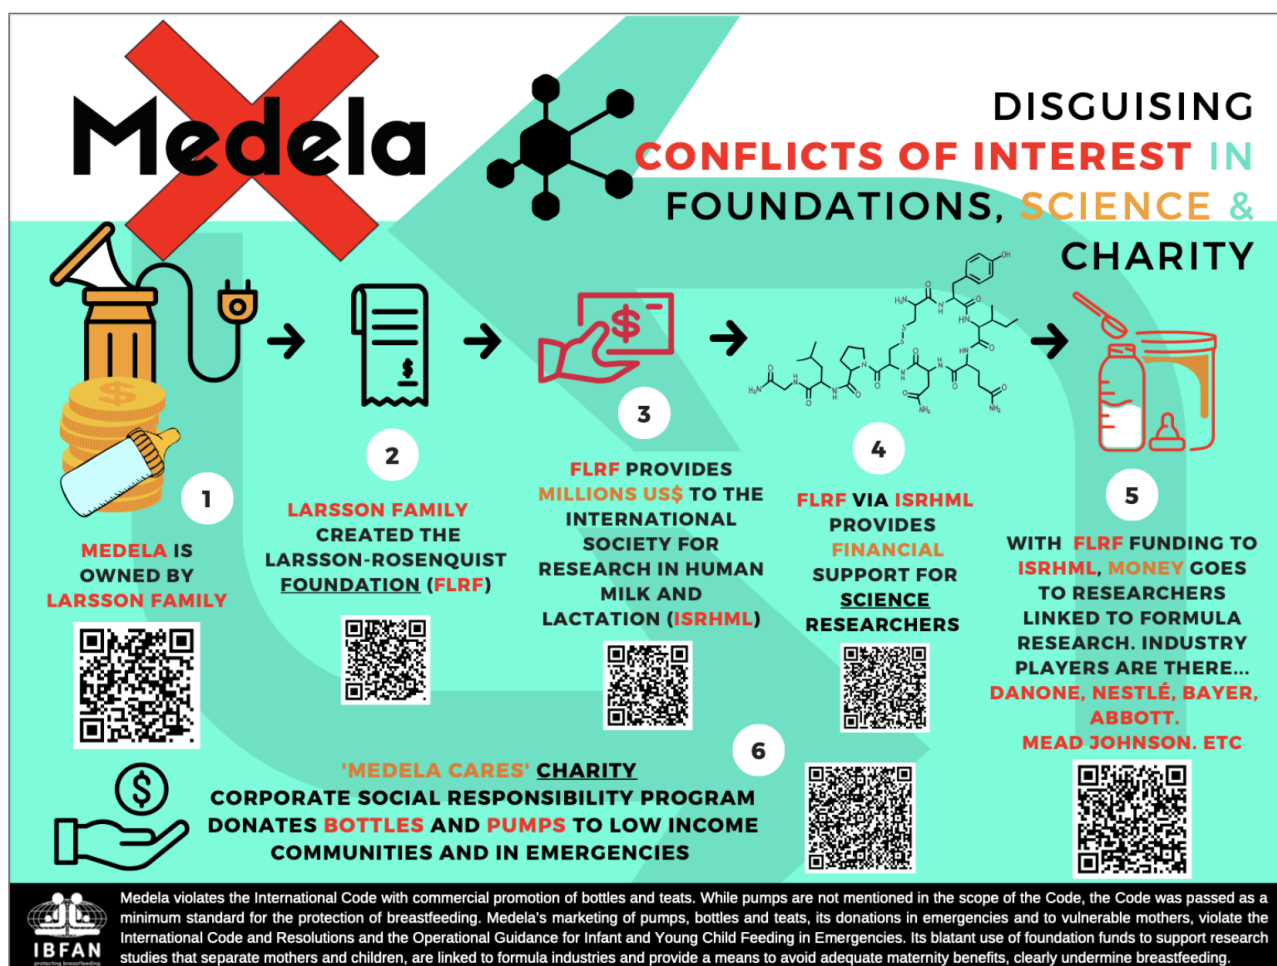 Medela
DISGUISING
CONFLICTS OF INTEREST IN
FOUNDATIONS, SCIENCE &
CHARITY
1
MEDELA IS
OWNED BY
LARSSON FAMILY
2
LARSSON FAMILY
CREATED THE
LARSSON-ROSENQUIST
FOUNDATION (FLRF)
3
FLRF PROVIDES
MILLIONS US$ TO THE
INTERNATIONAL
SOCIETY FOR
RESEARCH IN HUMAN
MILK AND
LACTATION (ISRHML)
4
FLRF VIA ISRHML
PROVIDES
FINANCIAL
SUPPORT FOR
SCIENCE
RESEARCHERS
5
WITH FLRF FUNDING TO
ISRHML, MONEY GOES
TO RESEARCHERS
LINKED TO FORMULA
RESEARCH. INDUSTRY
PLAYERS ARE THERE...
DANONE, NESTLÉ, BAYER,
ABBOTT.
MEAD JOHNSON. ETC
6
'MEDELA CARES' CHARITY
CORPORATE SOCIAL RESPONSIBILITY PROGRAM
DONATES BOTTLES AND PUMPS TO LOW INCOME
COMMUNITIES AND IN EMERGENCIES
IBFAN
protecting breastfeeding
Medela violates the International Code with commercial promotion of bottles and teats. While pumps are not mentioned in the scope of the Code, the Code was passed as a
minimum standard for the protection of breastfeeding. Medela's marketing of pumps, bottles and teats, its donations in emergencies and to vulnerable mothers, violate the
International Code and Resolutions and the Operational Guidance for Infant and Young Child Feeding in Emergencies. Its blatant use of foundation funds to support research
studies that separate mothers and children, are linked to formula industries and provide a means to avoid adequate maternity benefits, clearly undermine breastfeeding.